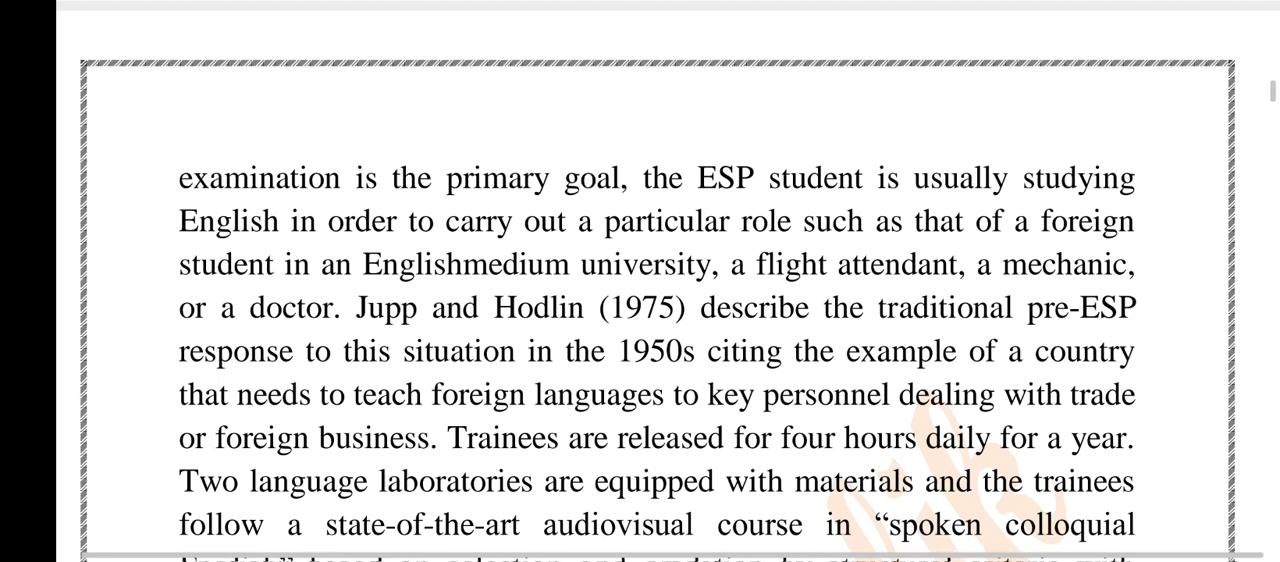 examination is the primary goal, the ESP student is usually studying
English in order to carry out a particular role such as that of a foreign
student in an Englishmedium university, a flight attendant, a mechanic,
or a doctor. Jupp and Hodlin (1975) describe the traditional pre-ESP
response to this situation in the 1950s citing the example of a country
that needs to teach foreign languages to key personnel dealing with trade
or foreign business. Trainees are released for four hours daily for a year.
Two language laboratories are equipped with materials and the trainees
follow a state-of-the-art audiovisual course in “spoken colloquial